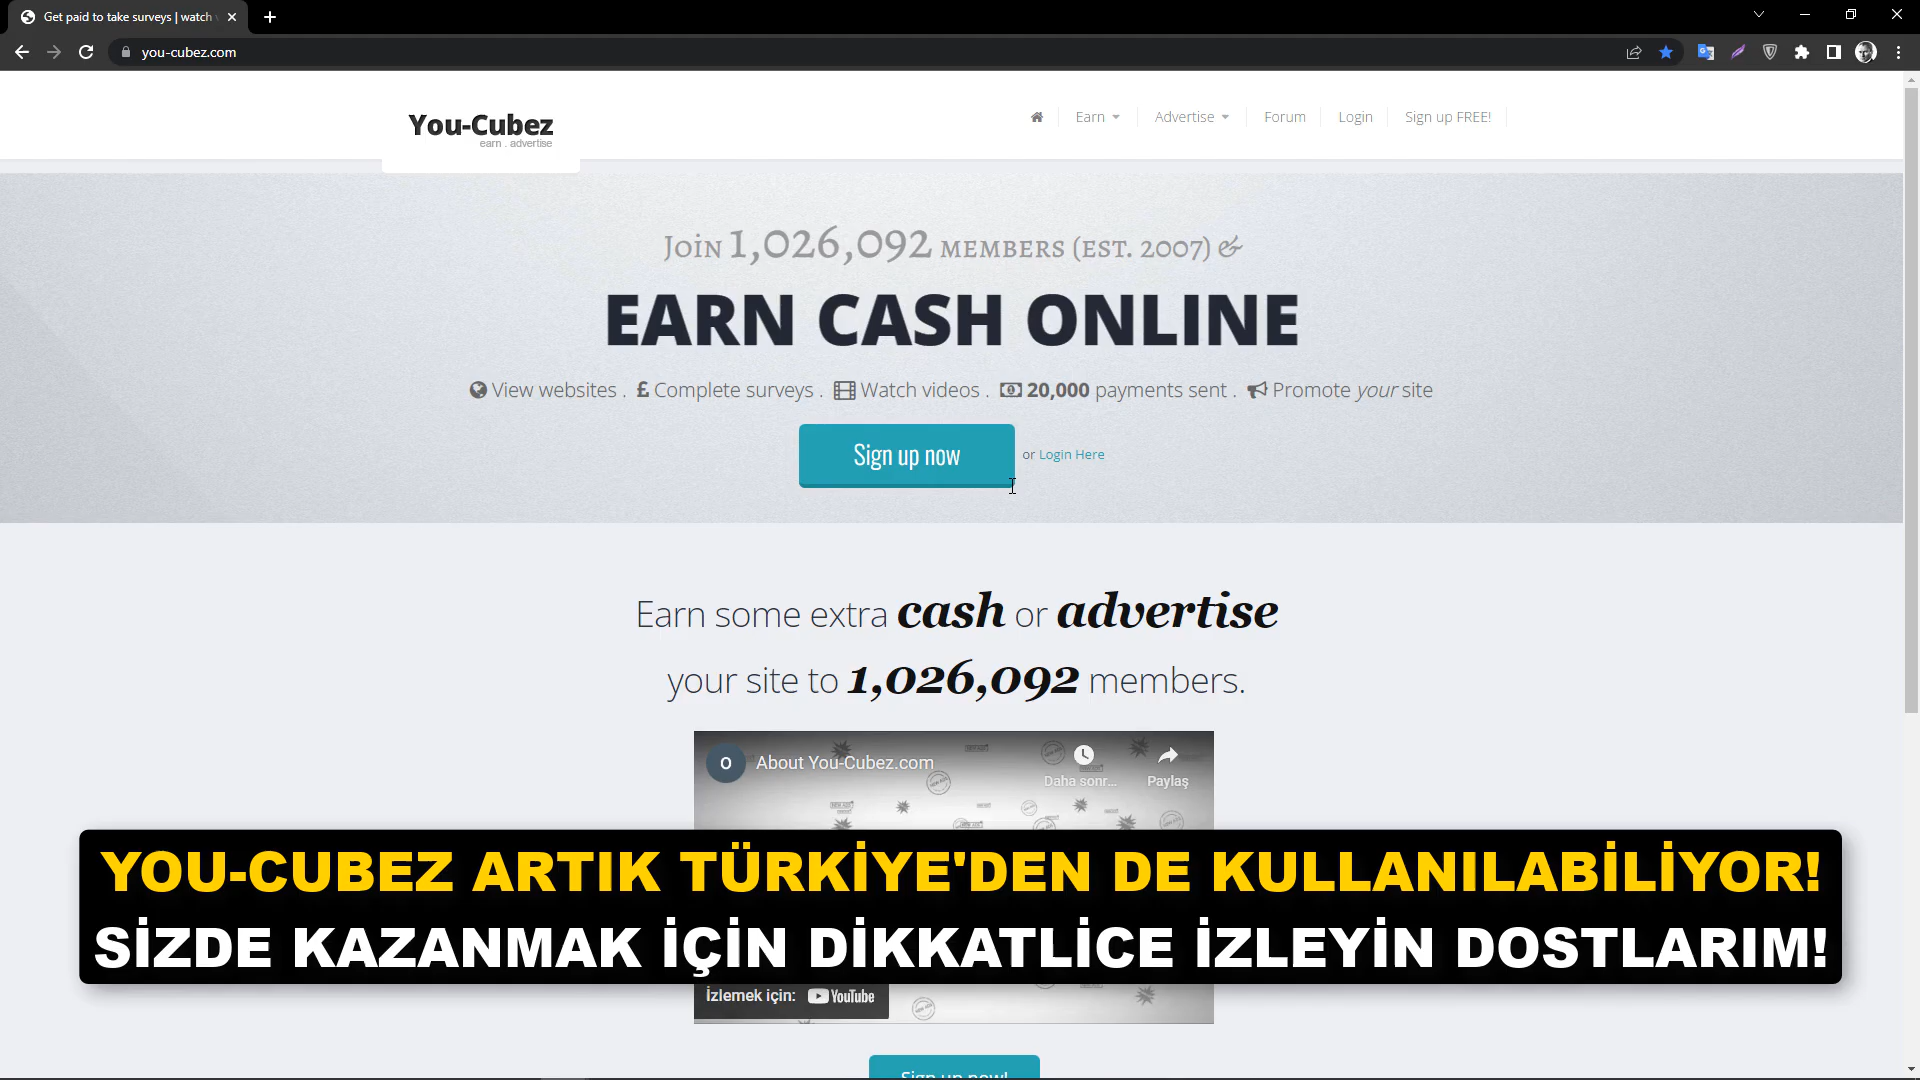 Get paid to take surveys | watch
you-cubez.com
You-Cubez
earn . advertise
Earn
Advertise
Forum
Login
Sign up FREE!
Join 1,026,092 members (est. 2007) &
EARN CASH ONLINE
View websites . £ Complete surveys . Watch videos . 20,000 payments sent . Promote your site
Sign up now
or Login Here
Earn some extra cash or advertise
your site to 1,026,092 members.
O
About You-Cubez.com
Daha sonr...
Paylaş
YOU-CUBEZ ARTIK TÜRKİYE'DEN DE KULLANILABİLİYOR!
SİZDE KAZANMAK İÇİN DİKKATLİCE İZLEYİN DOSTLARIM!
İzlemek için: YouTube
Sign up now!